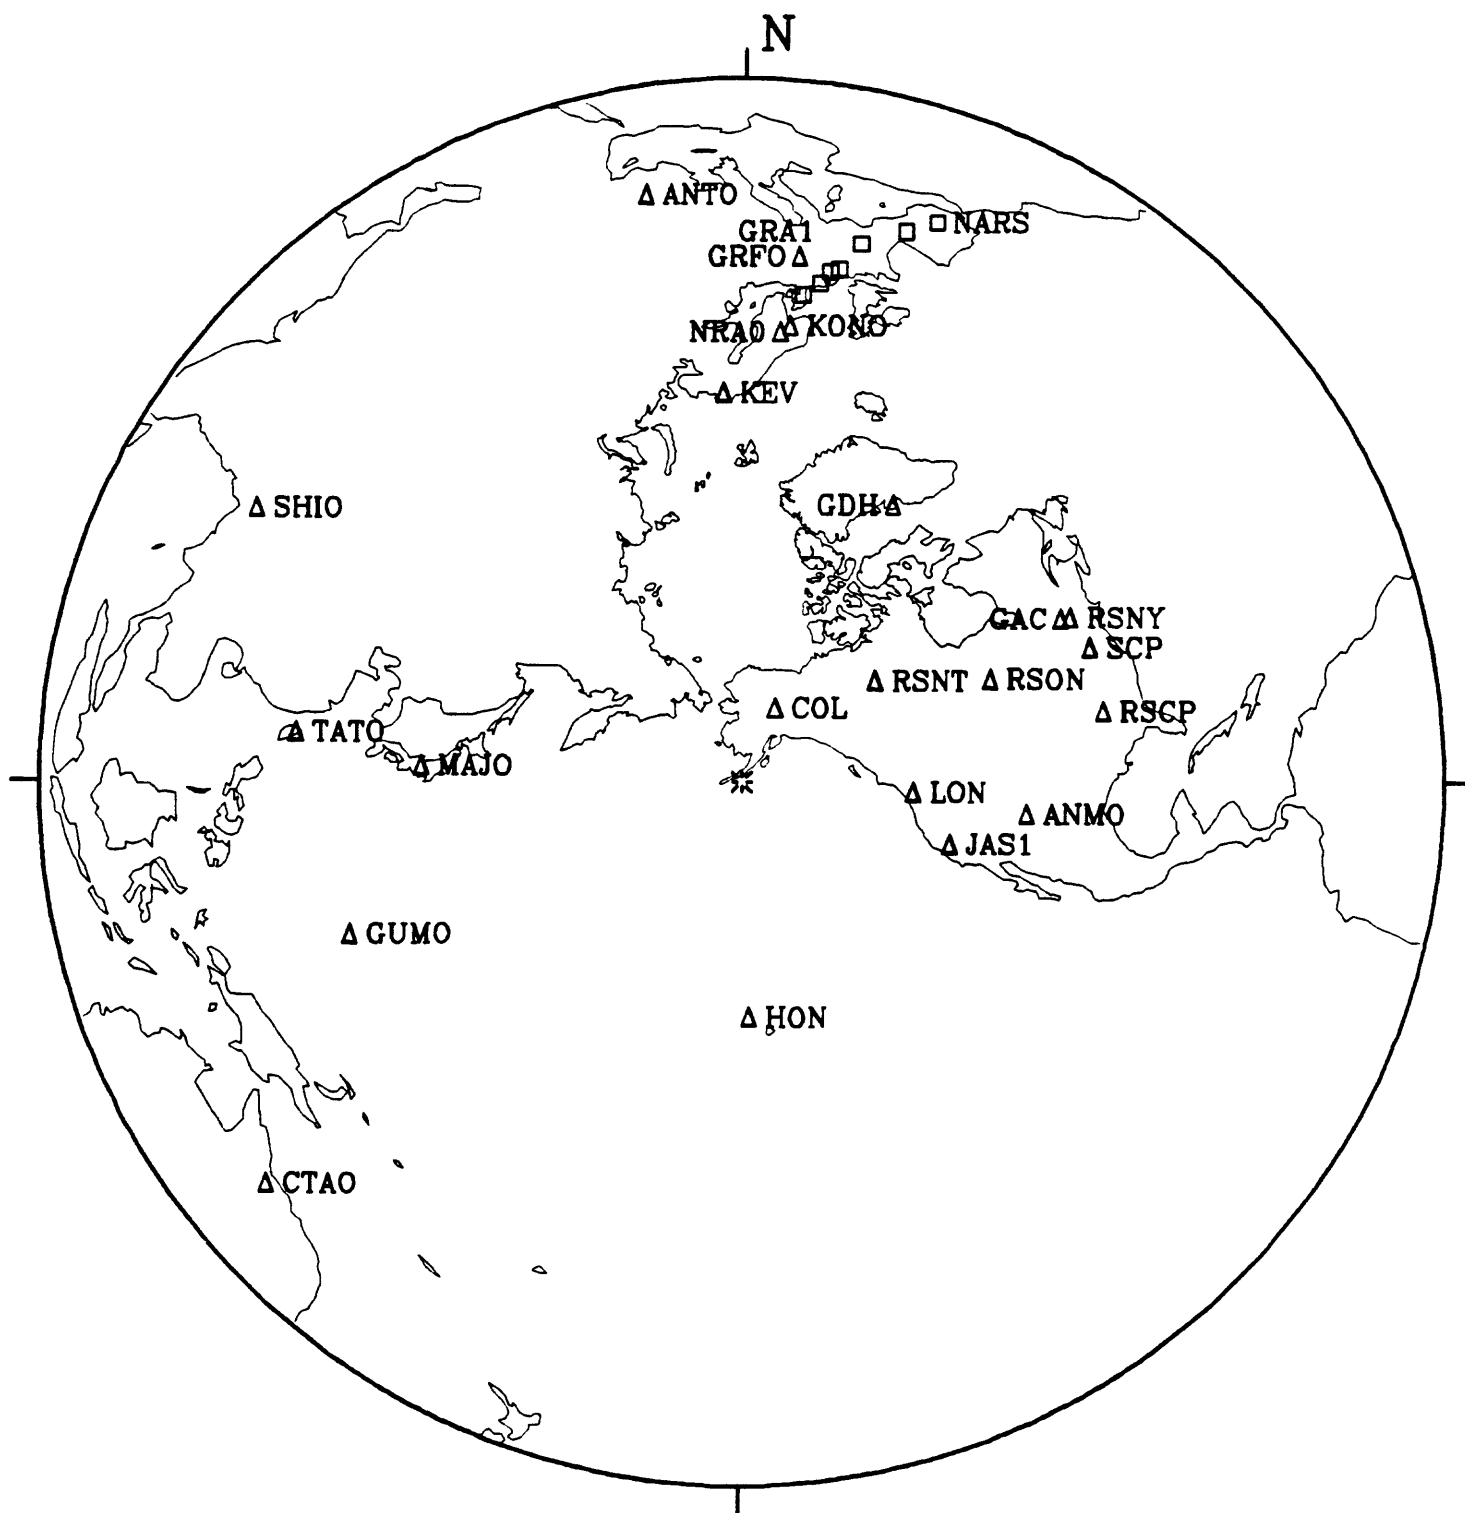 N
ANTO
NARS
GRA1
GRFO
NRA0 KONO
KEV
SHIO
GDH
GAC RSNY
SCP
RSNT RSON
COL RSCP
TATO
MAJO
LON
ANMO
JAS1
GUMO
HON
CTAO